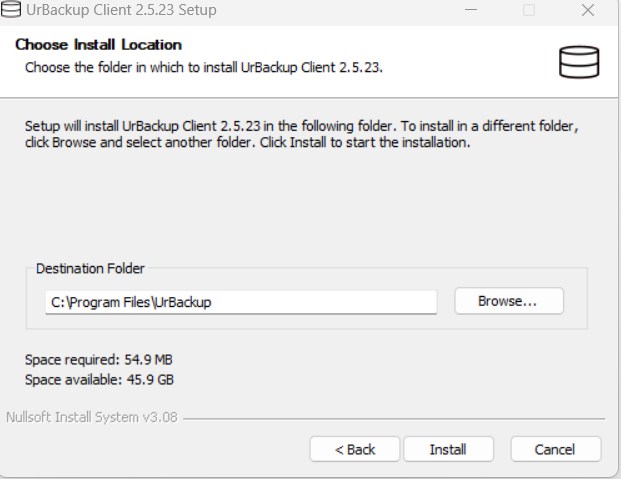 UrBackup Client 2.5.23 Setup
Choose Install Location
Choose the folder in which to install UrBackup Client 2.5.23.
Setup will install UrBackup Client 2.5.23 in the following folder. To install in a different folder,
click Browse and select another folder. Click Install to start the installation.
Destination Folder
C:\Program Files\UrBackup
Browse...
Space required: 54.9 MB
Space available: 45.9 GB
Nullsoft Install System v3.08
< Back Install Cancel